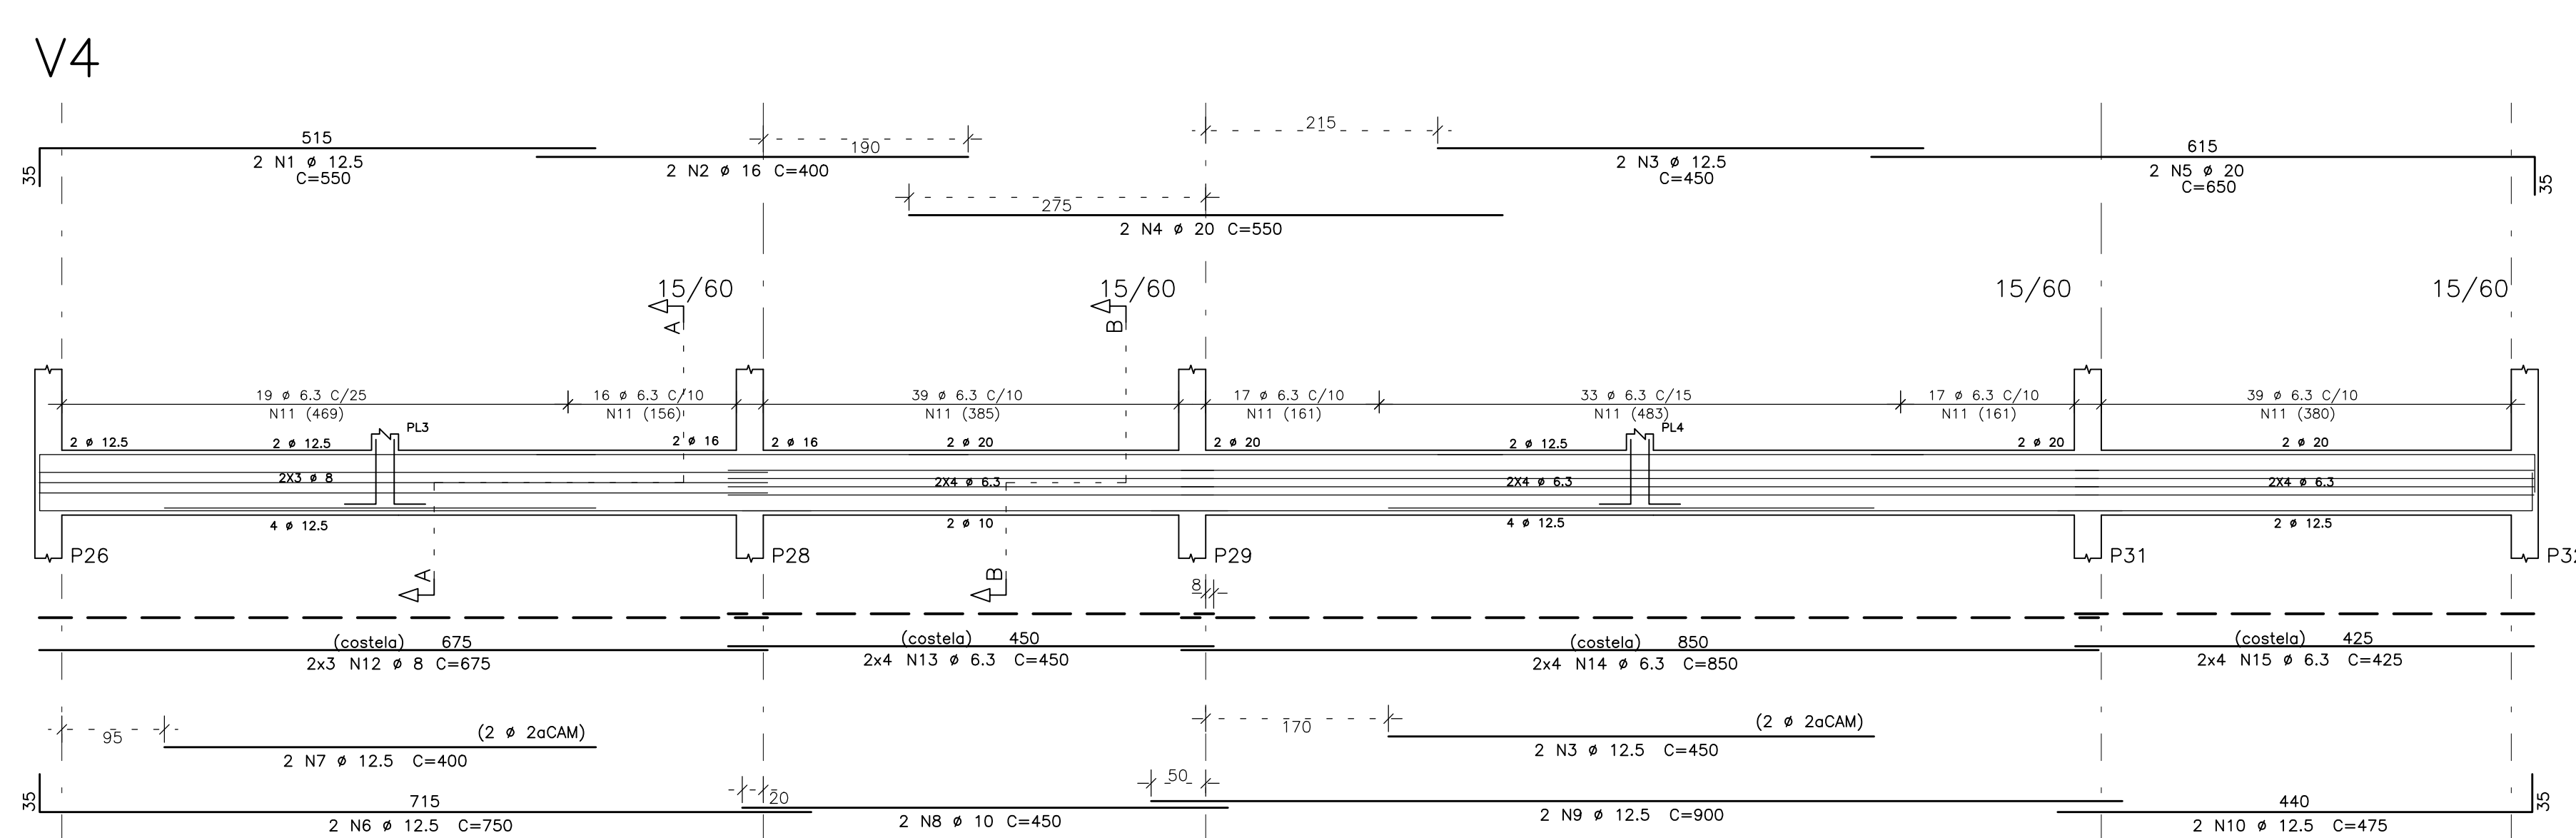 V4
515
2 N1 ø 12.5
C=550
35
190
2 N2 ø 16 C=400
275
2 N4 ø 20 C=550
215
2 N3 ø 12.5
C=450
615
2 N5 ø 20
C=650
35
15/60
15/60
15/60
15/60
A
B
19 ø 6.3 C/25
N11 (469)
16 ø 6.3 C/10
N11 (156)
39 ø 6.3 C/10
N11 (385)
17 ø 6.3 C/10
N11 (161)
33 ø 6.3 C/15
N11 (483)
17 ø 6.3 C/10
N11 (161)
39 ø 6.3 C/10
N11 (380)
2 ø 12.5
2 ø 12.5
PL3
2 ø 16
2 ø 16
2 ø 20
2 ø 20
2 ø 12.5
PL4
2 ø 20
2 ø 20
2X3 ø 8
2X4 ø 6.3
2X4 ø 6.3
2X4 ø 6.3
4 ø 12.5
2 ø 10
4 ø 12.5
2 ø 12.5
P26
P28
P29
P31
A
B
8
(costela) 675
2x3 N12 ø 8 C=675
(costela) 450
2x4 N13 ø 6.3 C=450
(costela) 850
2x4 N14 ø 6.3 C=850
(costela) 425
2x4 N15 ø 6.3 C=425
95
(2 ø 2aCAM)
2 N7 ø 12.5 C=400
170
(2 ø 2aCAM)
2 N3 ø 12.5 C=450
35
715
2 N6 ø 12.5 C=750
20
2 N8 ø 10 C=450
50
2 N9 ø 12.5 C=900
440
2 N10 ø 12.5 C=475
35